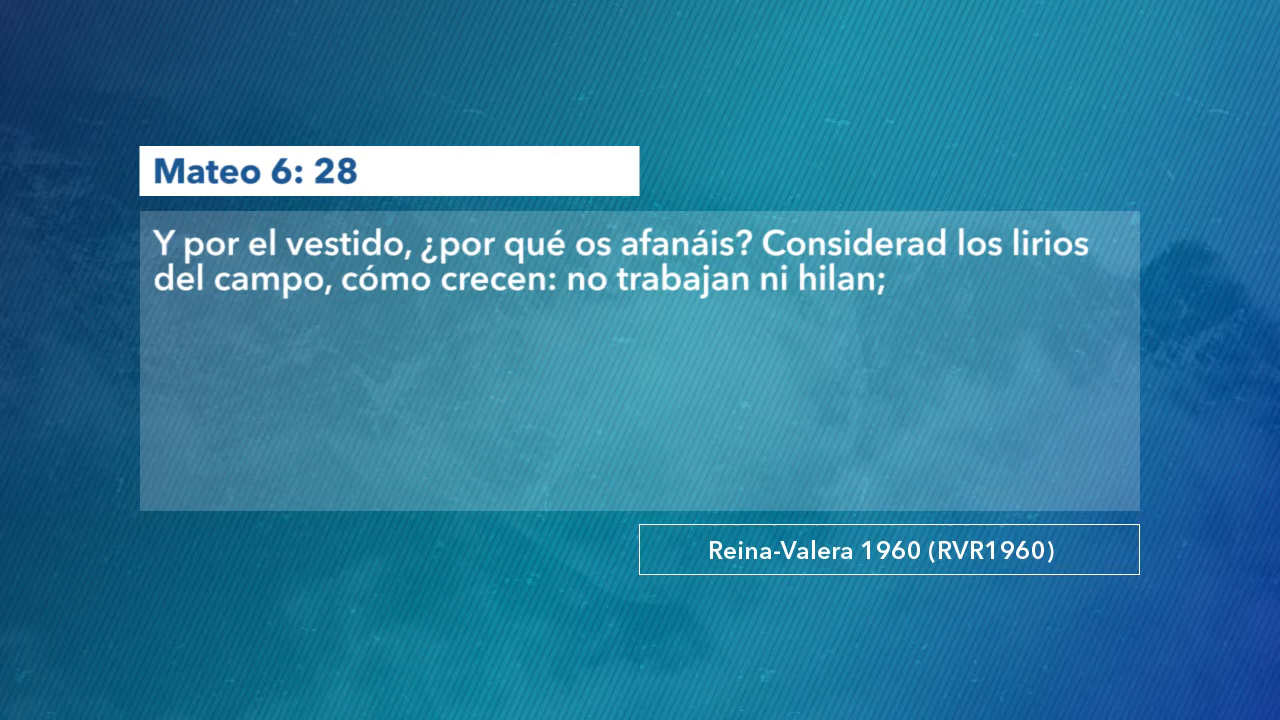 Mateo 6: 28
Y por el vestido, ¿por qué os afanáis? Considerad los lirios
del campo, cómo crecen: no trabajan ni hilan;
Reina-Valera 1960 (RVR1960)